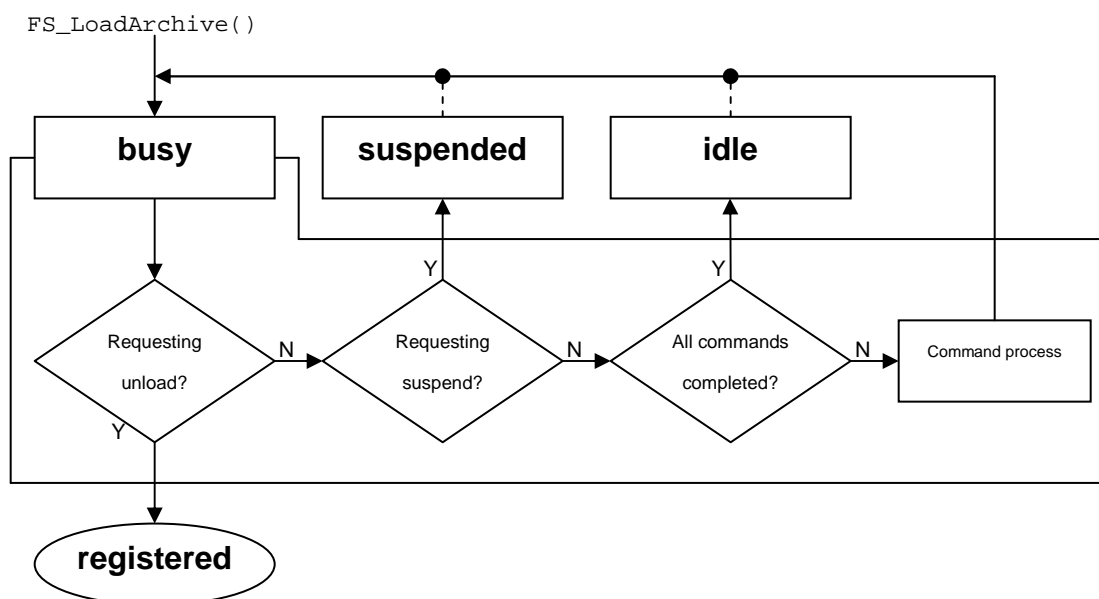 FS_LoadArchive()
busy
suspended
idle
Y
Y
Requesting
unload?
N
Requesting
suspend?
N
All commands
completed?
N
Command process
Y
registered